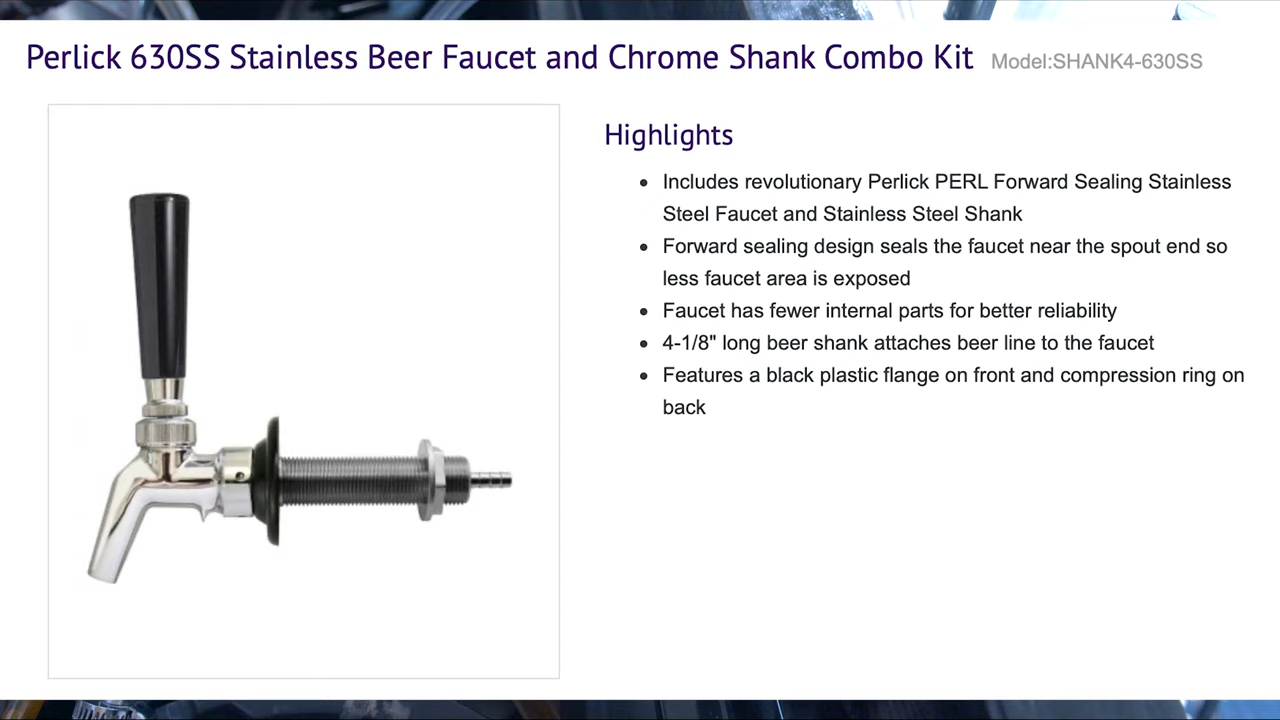 Perlick 630SS Stainless Beer Faucet and Chrome Shank Combo Kit Model:SHANK4-630SS
Highlights
Includes revolutionary Perlick PERL Forward Sealing Stainless
Steel Faucet and Stainless Steel Shank
Forward sealing design seals the faucet near the spout end so
less faucet area is exposed
Faucet has fewer internal parts for better reliability
4-1/8" long beer shank attaches beer line to the faucet
Features a black plastic flange on front and compression ring on
back